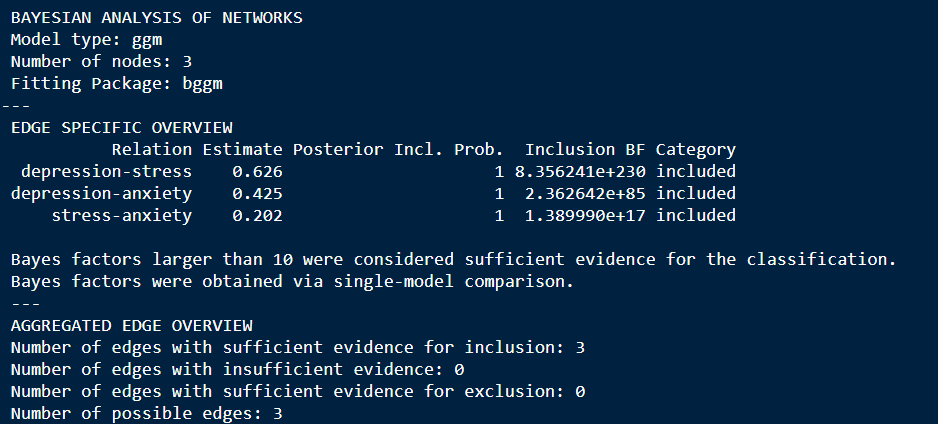 BAYESIAN ANALYSIS OF NETWORKS
Model type: ggm
Number of nodes: 3
Fitting Package: bggm
---
EDGE SPECIFIC OVERVIEW
Relation Estimate Posterior Incl. Prob. Inclusion BF Category
depression-stress 0.626 1 8.356241e+230 included
depression-anxiety 0.425 1 2.362642e+85 included
stress-anxiety 0.202 1 1.389990e+17 included
Bayes factors larger than 10 were considered sufficient evidence for the classification.
Bayes factors were obtained via single-model comparison.
---
AGGREGATED EDGE OVERVIEW
Number of edges with sufficient evidence for inclusion: 3
Number of edges with insufficient evidence: 0
Number of edges with sufficient evidence for exclusion: 0
Number of possible edges: 3